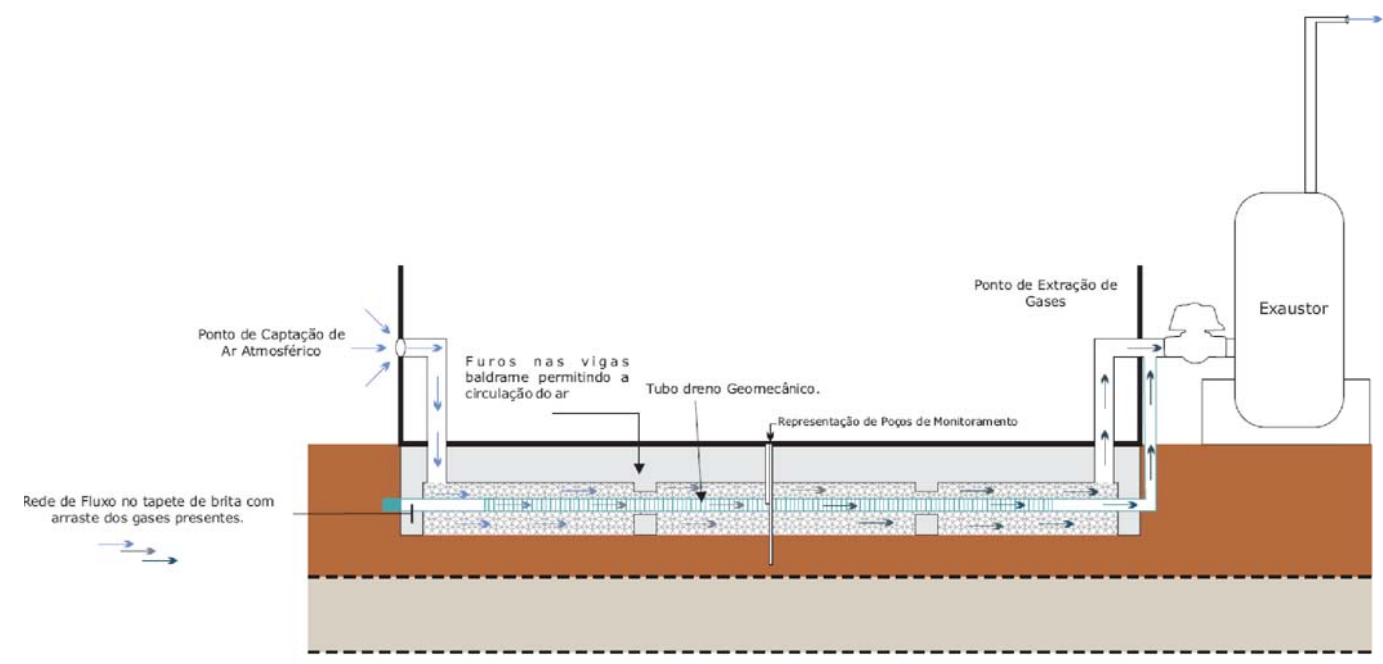 Ponto de Extração de
Gases
Exaustor
Ponto de Captação de
Ar Atmosférico
Furos nas vigas
baldrame permitindo a
circulação do ar
Tubo dreno Geomecânico.
Representação de Poços de Monitoramento
Rede de Fluxo no tapete de brita com
arraste dos gases presentes.